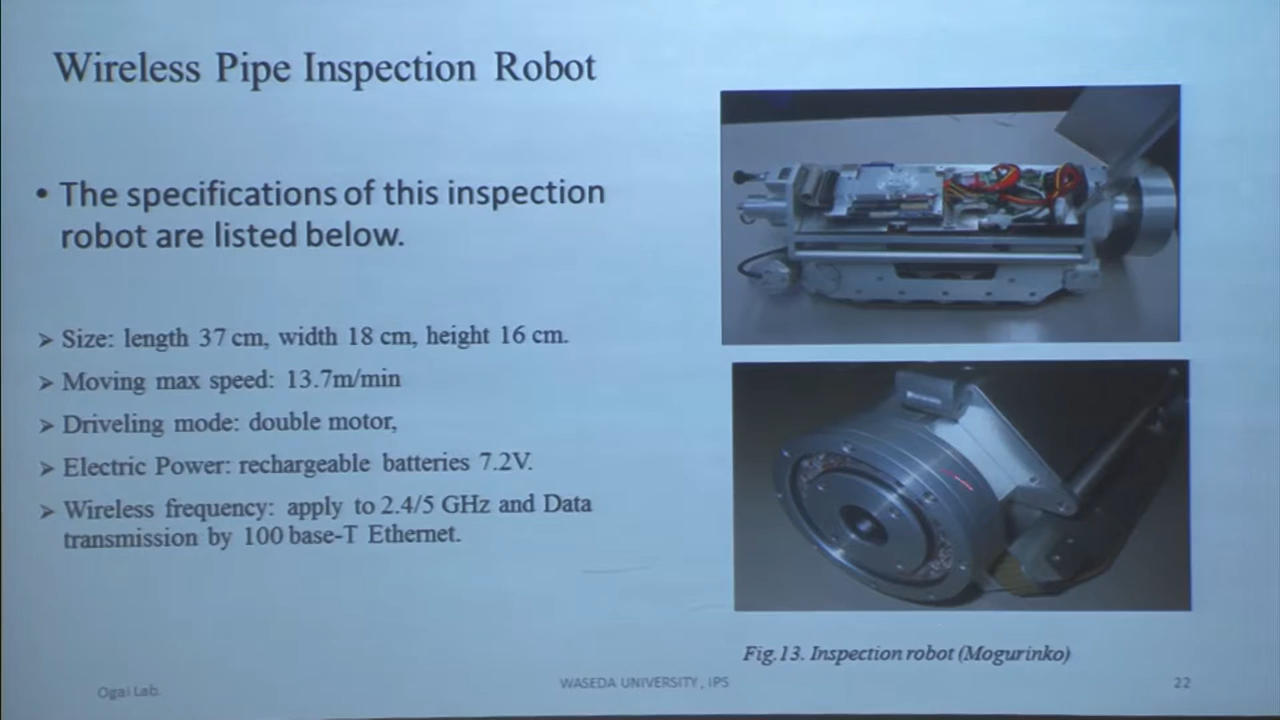 Wireless Pipe Inspection Robot
• The specifications of this inspection
robot are listed below.
➢ Size: length 37 cm, width 18 cm, height 16 cm.
➢ Moving max speed: 13.7m/min
➢ Driveling mode: double motor,
➢ Electric Power: rechargeable batteries 7.2V.
➢ Wireless frequency: apply to 2.4/5 GHz and Data
transmission by 100 base-T Ethernet.
Fig.13. Inspection robot (Mogurinko)
Ogai Lab.
WASEDA UNIVERSITY, IPS
22